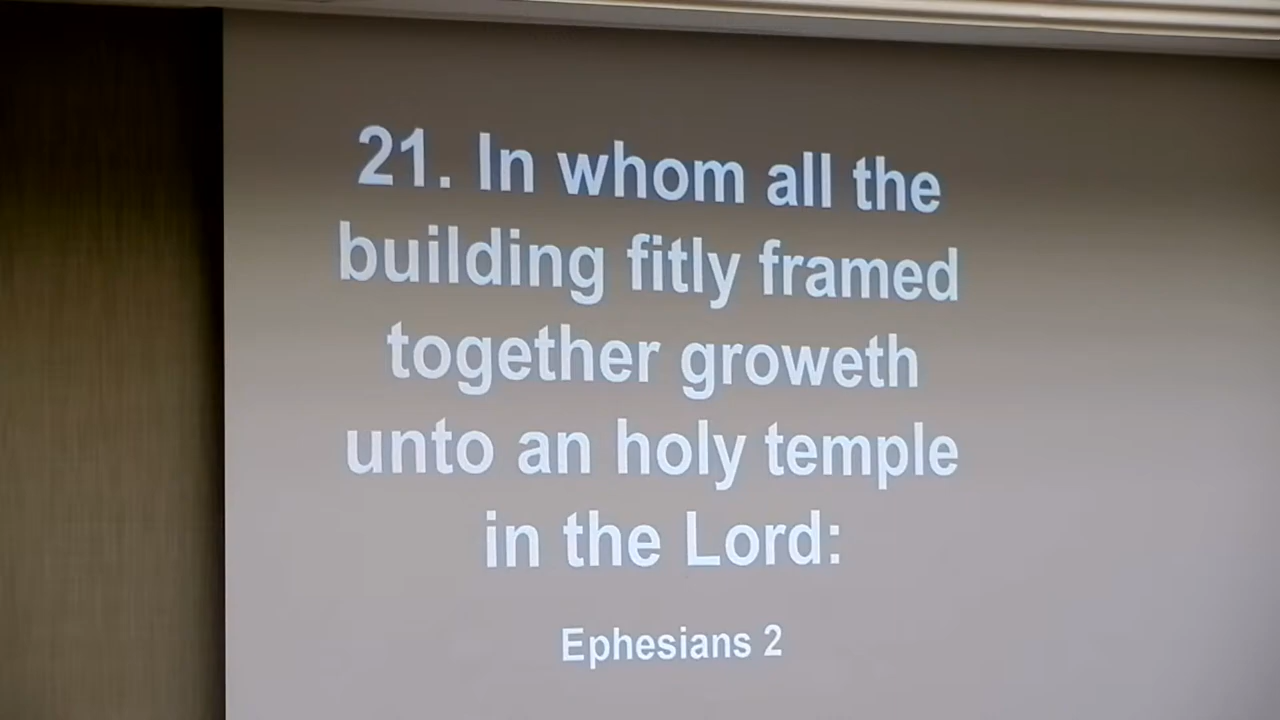 21. In whom all the
building fitly framed
together groweth
unto an holy temple
in the Lord:
Ephesians 2